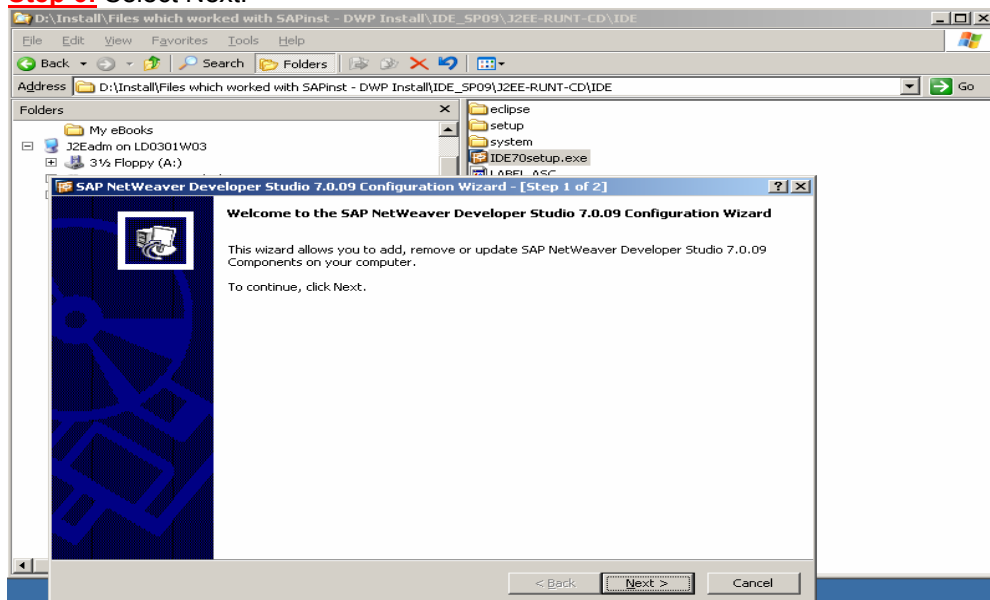 Select Next.
D:\Install\Files which worked with SAPinst - DWP Install\IDE_SP09\J2EE-RUNT-CD\IDE
File Edit View Favorites Tools Help
Back Search Folders
Address D:\Install\Files which worked with SAPinst - DWP Install\IDE_SP09\J2EE-RUNT-CD\IDE Go
Folders
My eBooks
J2Eadm on LD0301W03
3½ Floppy (A:)
eclipse
setup
system
IDE70setup.exe
LABEL.ASC
SAP NetWeaver Developer Studio 7.0.09 Configuration Wizard - [Step 1 of 2]
Welcome to the SAP NetWeaver Developer Studio 7.0.09 Configuration Wizard
This wizard allows you to add, remove or update SAP NetWeaver Developer Studio 7.0.09
Components on your computer.
To continue, click Next.
< Back Next > Cancel